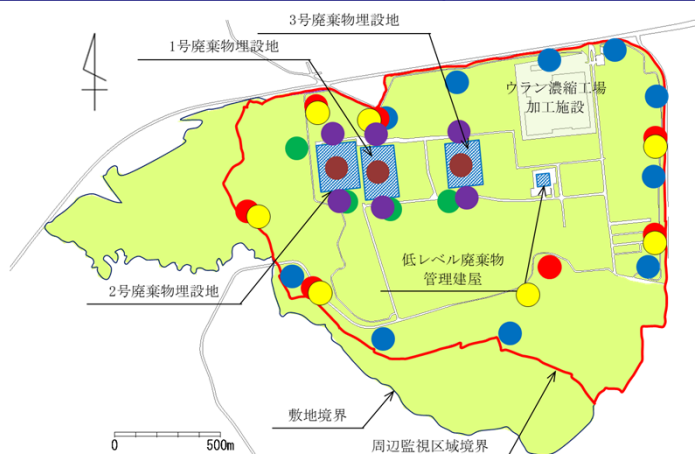 3号廃棄物埋設地
1号廃棄物埋設地
ウラン濃縮工場
加工施設
低レベル廃棄物
管理建屋
2号廃棄物埋設地
敷地境界
周辺監視区域境界
0 500m